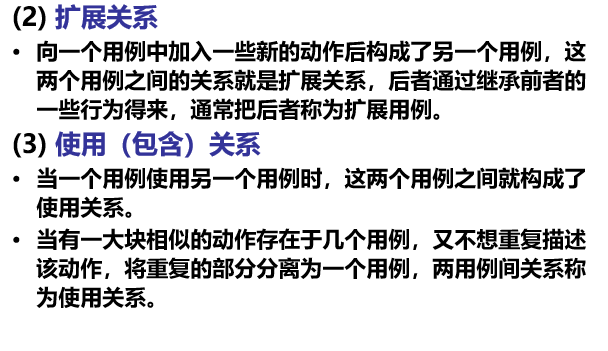 (2) 扩展关系
• 向一个用例中加入一些新的动作后构成了另一个用例，这
两个用例之间的关系就是扩展关系，后者通过继承前者的
一些行为得来，通常把后者称为扩展用例。
(3) 使用（包含）关系
• 当一个用例使用另一个用例时，这两个用例之间就构成了
使用关系。
• 当有一大块相似的动作存在于几个用例，又不想重复描述
该动作，将重复的部分分离为一个用例，两用例间关系称
为使用关系。